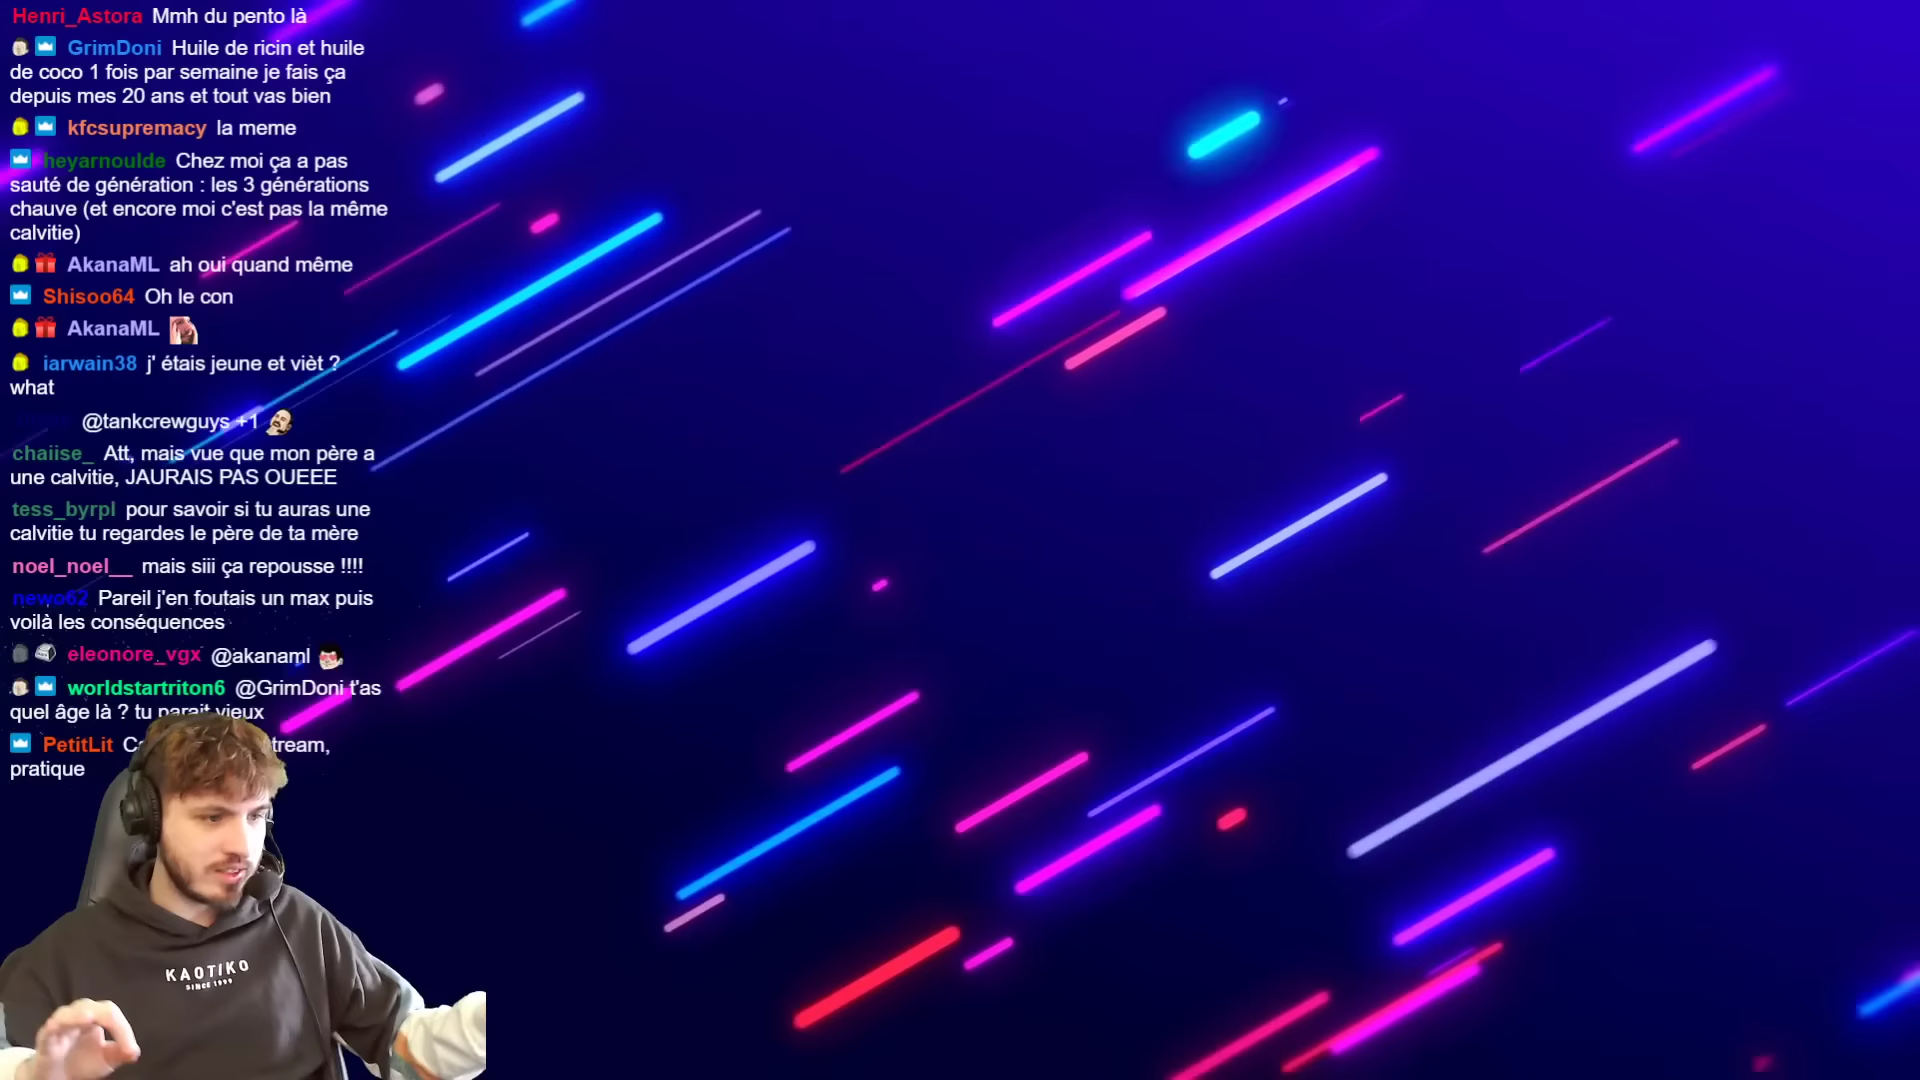 Henri_Astora Mmh du pento là
GrimDoni Huile de ricin et huile
de coco 1 fois par semaine je fais ça
depuis mes 20 ans et tout vas bien
kfcsupremacy la meme
heyarnoulde Chez moi ça a pas
sauté de génération : les 3 générations
chauve (et encore moi c'est pas la même
calvitie)
AkanaML ah oui quand même
Shisoo64 Oh le con
AkanaML
iarwain38 j' étais jeune et vièt ?
what
@tankcrewguys +1
chaiise_ Att, mais vue que mon père a
une calvitie, JAURAIS PAS OUEEE
tess_byrpl pour savoir si tu auras une
calvitie tu regardes le père de ta mère
noel_noel__ mais siii ça repousse !!!!
newo62 Pareil j'en foutais un max puis
voilà les conséquences
eleonore_vgx @akanaml
worldstartriton6 @GrimDoni t'as
quel âge là ? tu parait vieux
PetitLit
pratique
KAOTIKO
SINCE 1999